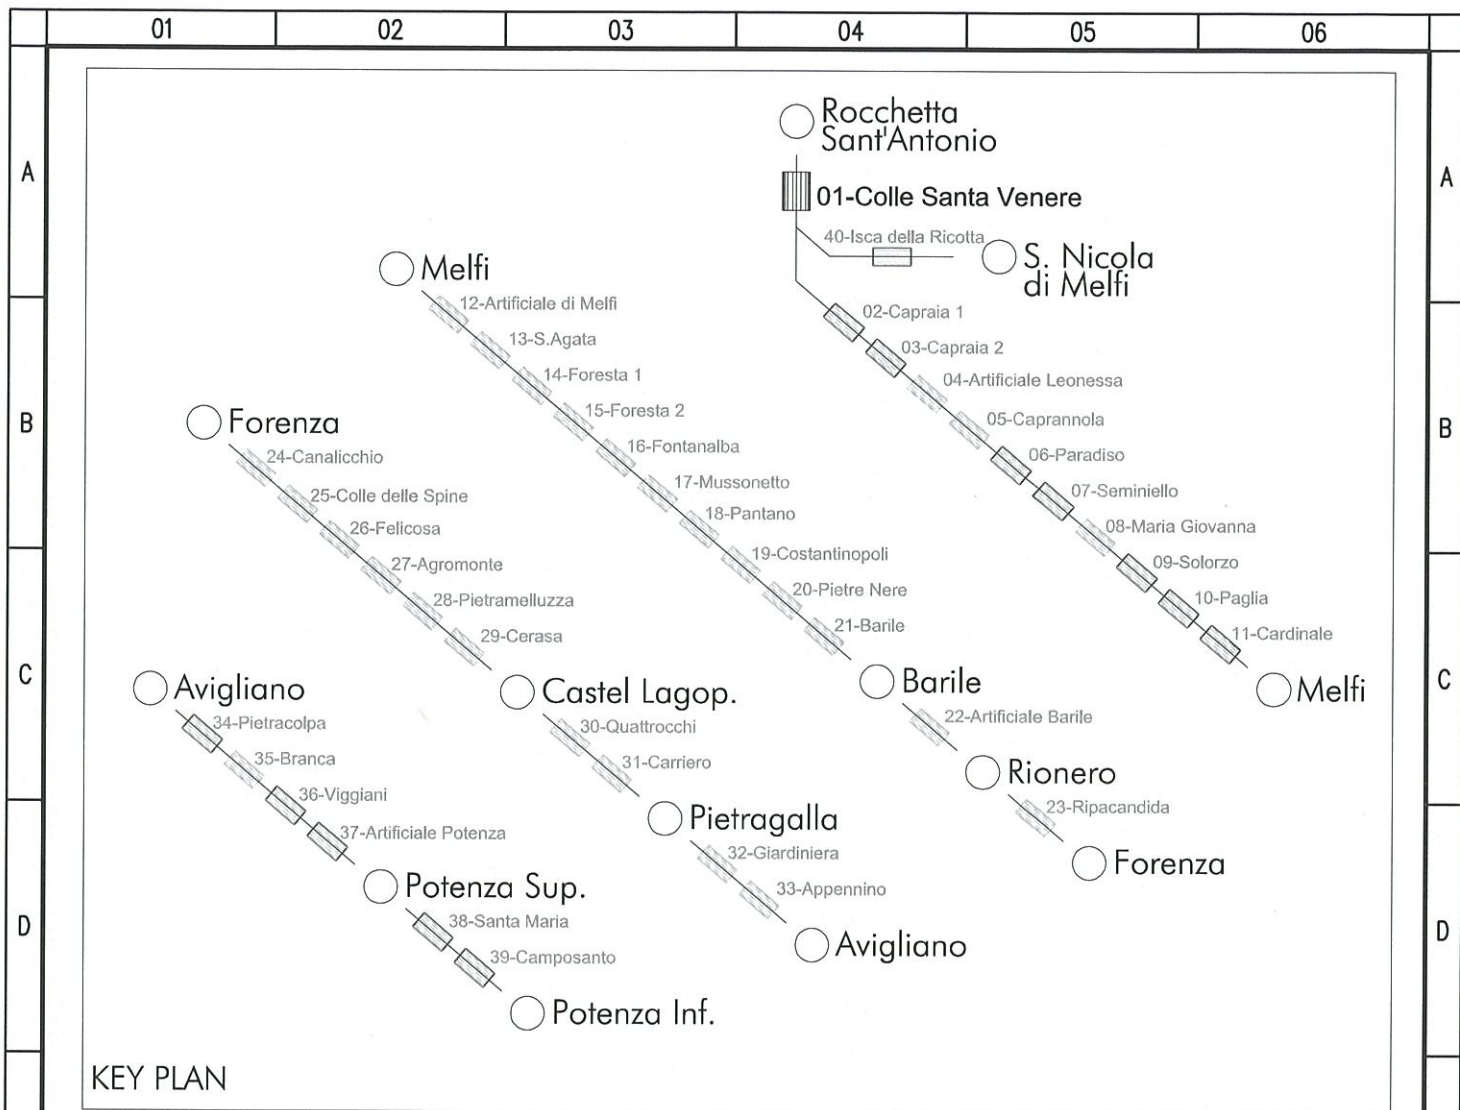 01 02 03 04 05 06
A A
B B
C C
D D
Rocchetta
Sant'Antonio
01-Colle Santa Venere
40-Isca della Ricotta
S. Nicola
di Melfi
02-Capraia 1
03-Capraia 2
04-Artificiale Leonessa
05-Caprannola
06-Paradiso
07-Seminiello
08-Maria Giovanna
09-Solorzo
10-Paglia
11-Cardinale
Melfi
Melfi
12-Artificiale di Melfi
13-S.Agata
14-Foresta 1
15-Foresta 2
16-Fontanalba
17-Mussonetto
18-Pantano
19-Costantinopoli
20-Pietre Nere
21-Barile
Barile
22-Artificiale Barile
Rionero
23-Ripacandida
Forenza
Forenza
24-Canalicchio
25-Colle delle Spine
26-Felicosa
27-Agromonte
28-Pietramelluzza
29-Cerasa
Castel Lagop.
30-Quattrocchi
31-Carriero
Pietragalla
32-Giardiniera
33-Appennino
Avigliano
Avigliano
34-Pietracolpa
35-Branca
36-Viggiani
37-Artificiale Potenza
Potenza Sup.
38-Santa Maria
39-Camposanto
Potenza Inf.
KEY PLAN